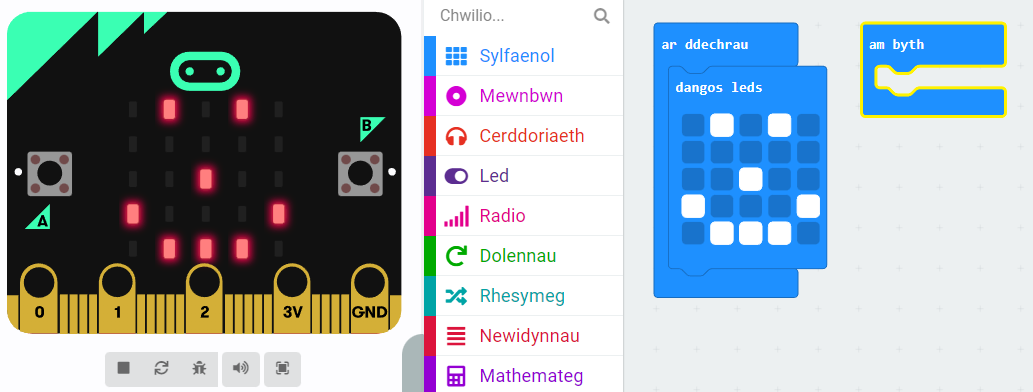 B
A
0 1 2 3V GND
Chwilio...
Sylfaenol
Mewnbwn
Cerddoriaeth
Led
Radio
Dolennau
Rhesymeg
Newidynnau
Mathemateg
ar ddechrau
dangos leds
am byth